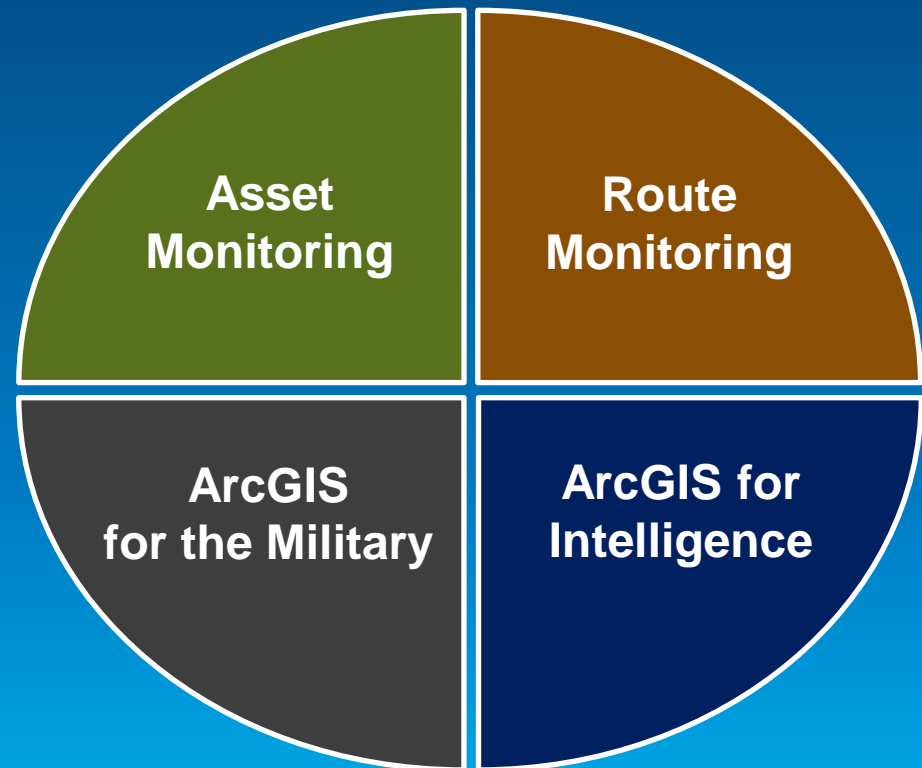 Asset
Monitoring
Route
Monitoring
ArcGIS
for the Military
ArcGIS for
Intelligence